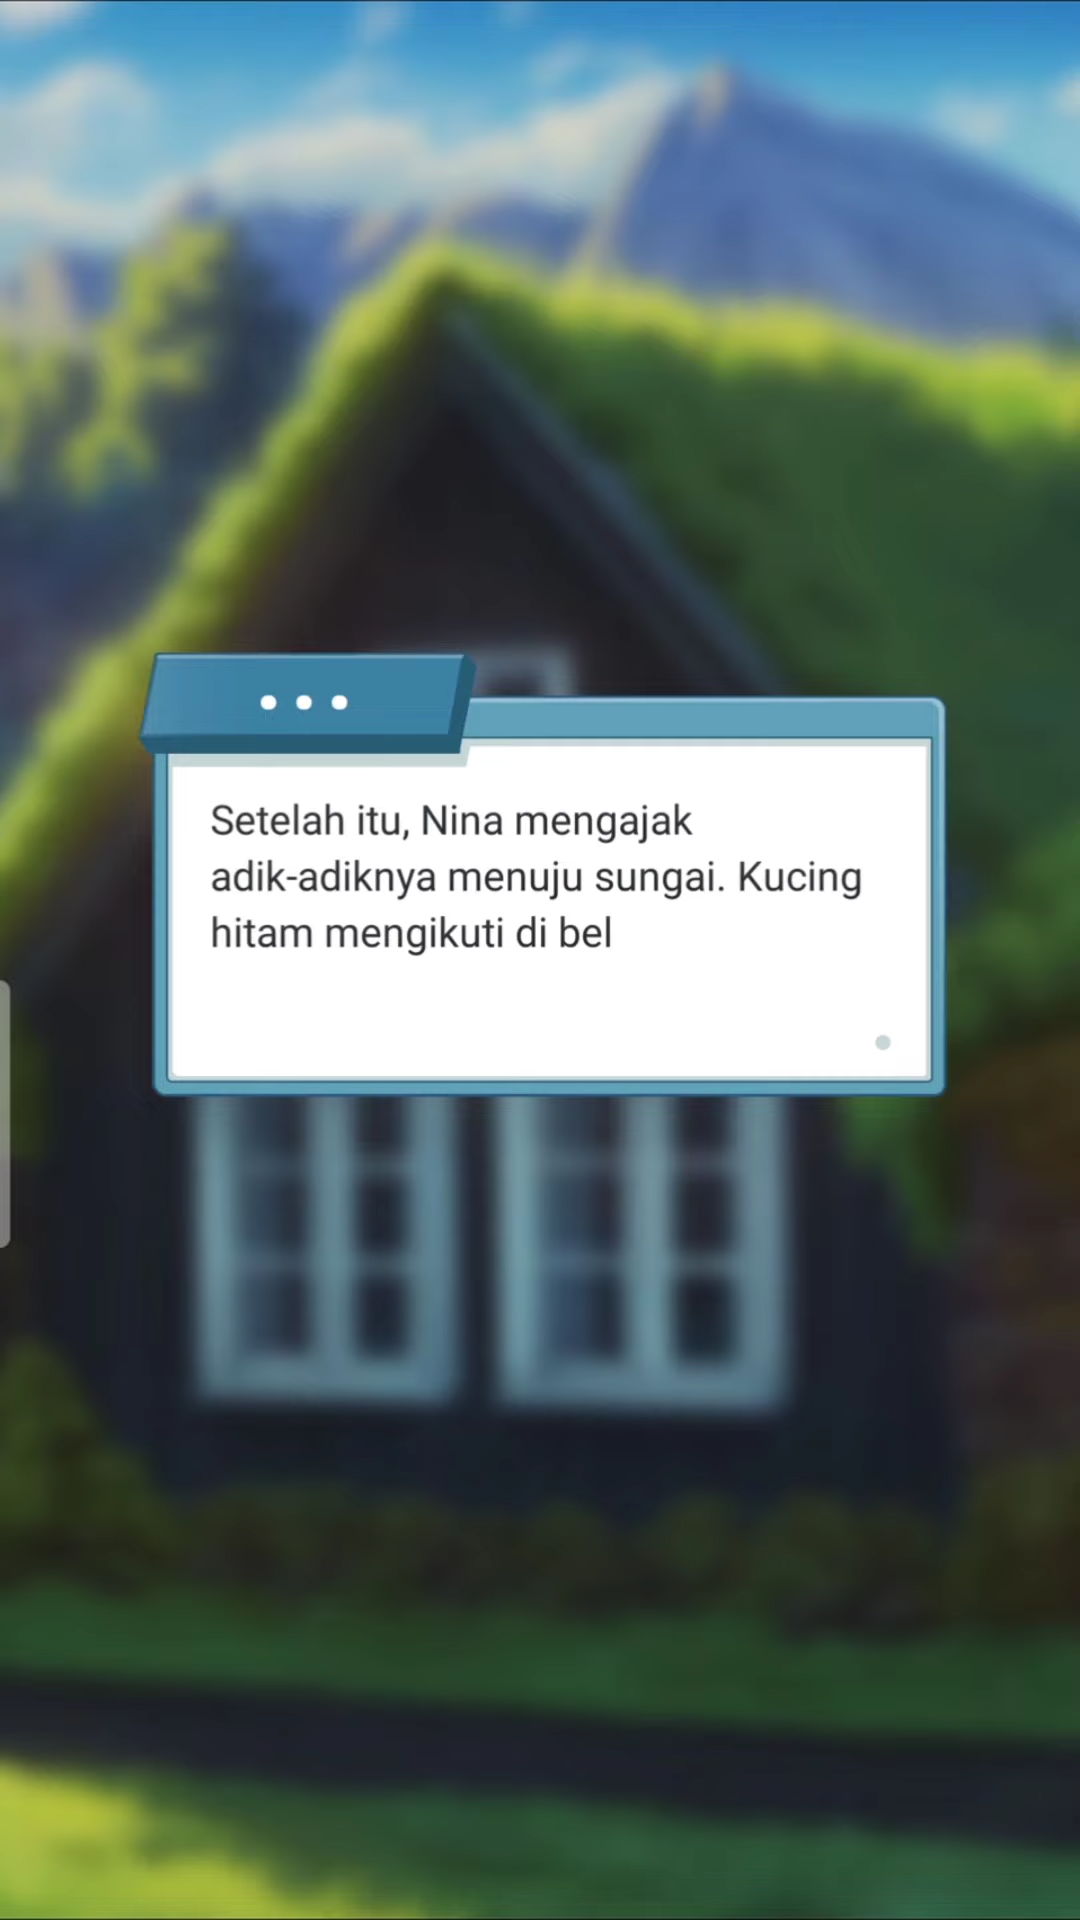 Setelah itu, Nina mengajak
adik-adiknya menuju sungai. Kucing
hitam mengikuti di bel